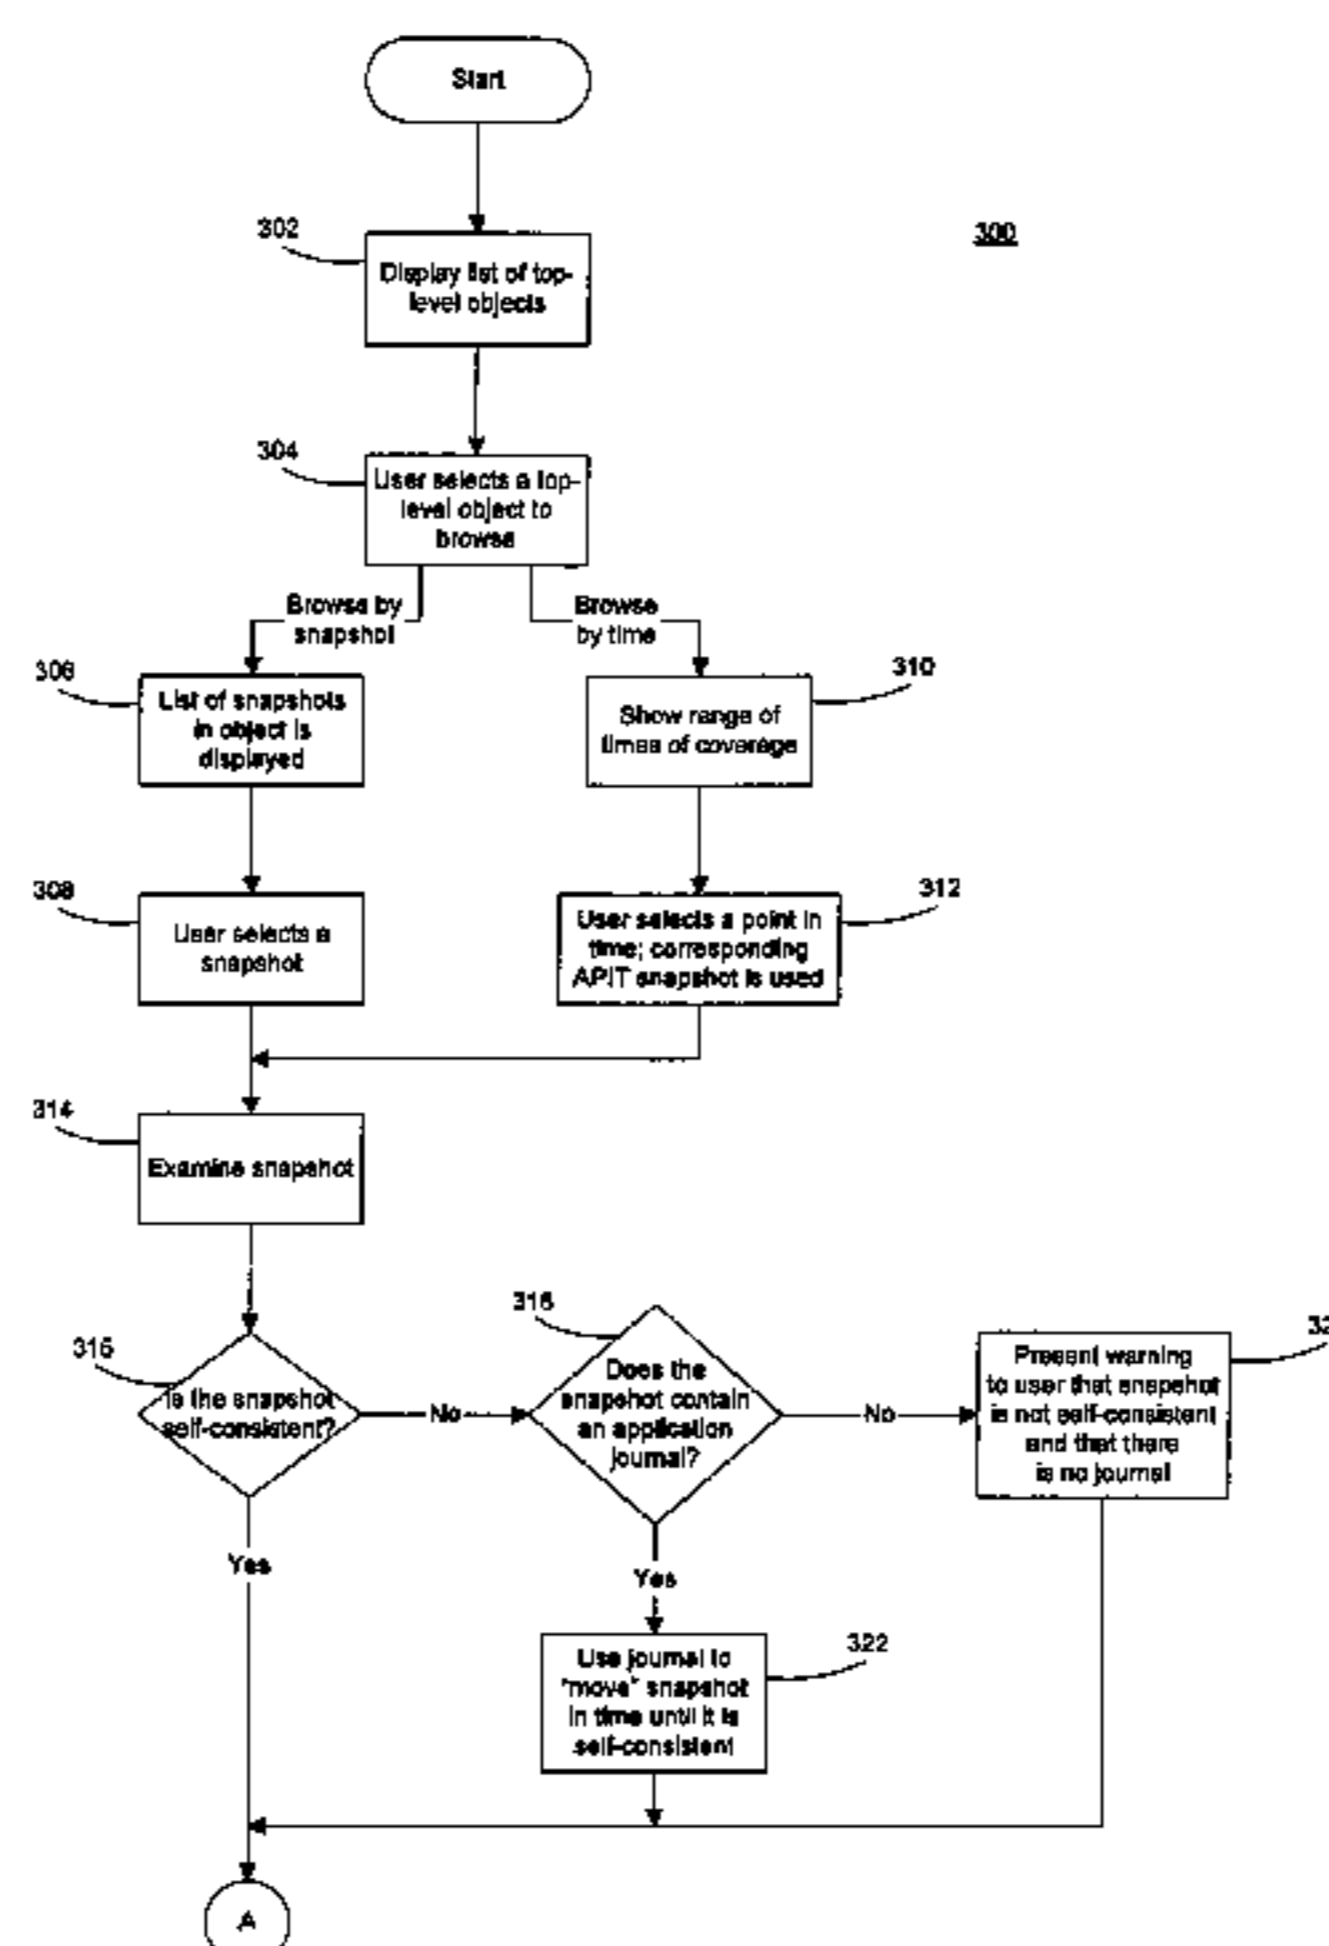 Start
300
302
Display list of top-
level objects
304
User selects a top-
level object to
browse
Browse by
snapshot
Browse
by time
306
List of snapshots
in object is
displayed
310
Show range of
times of coverage
308
User selects a
snapshot
312
User selects a point in
time; corresponding
APIT snapshot is used
314
Examine snapshot
316
Is the snapshot
self-consistent?
No
318
Does the
snapshot contain
an application
journal?
No
Present warning
to user that snapshot
is not self-consistent
and that there
is no journal
Yes
Yes
322
Use journal to
"move" snapshot
in time until it is
self-consistent
A